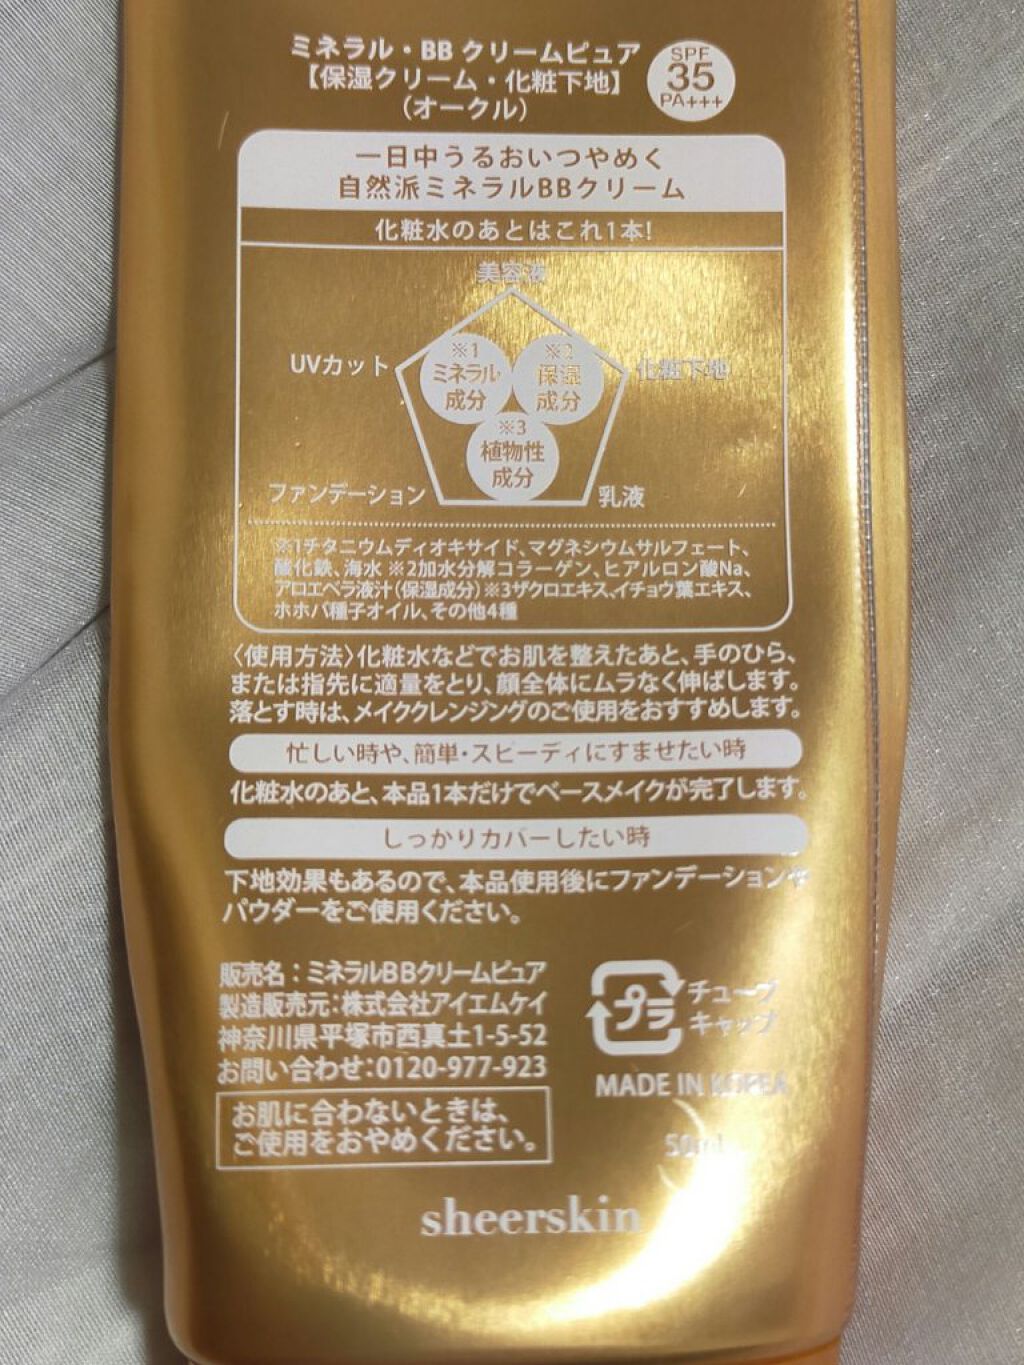 ミネラル・BB クリームピュア
【保湿クリーム・化粧下地】
(オークル)
SPF
35
PA+++
一日中うるおいつやめく
自然派ミネラルBBクリーム
化粧水のあとはこれ1本!
美容液
UVカット
化粧下地
※1
ミネラル
成分
※2
保湿
成分
※3
植物性
成分
ファンデーション
乳液
※1チタニウムディオキサイド、マグネシウムサルフェート、
酸化鉄、海水 ※2加水分解コラーゲン、ヒアルロン酸Na、
アロエベラ液汁(保湿成分)※3ザクロエキス、イチョウ葉エキス、
ホホバ種子オイル、その他4種
〈使用方法〉化粧水などでお肌を整えたあと、手のひら、
または指先に適量をとり、顔全体にムラなく伸ばします。
落とす時は、メイククレンジングのご使用をおすすめします。
忙しい時や、簡単・スピーディにすませたい時
化粧水のあと、本品1本だけでベースメイクが完了します。
しっかりカバーしたい時
下地効果もあるので、本品使用後にファンデーションや
パウダーをご使用ください。
販売名：ミネラルBBクリームピュア
製造販売元：株式会社アイエムケイ
神奈川県平塚市西真土1-5-52
お問い合わせ：0120-977-923
お肌に合わないときは、
ご使用をおやめください。
プラ
チューブ
キャップ
MADE IN KOREA
50ml
sheerskin